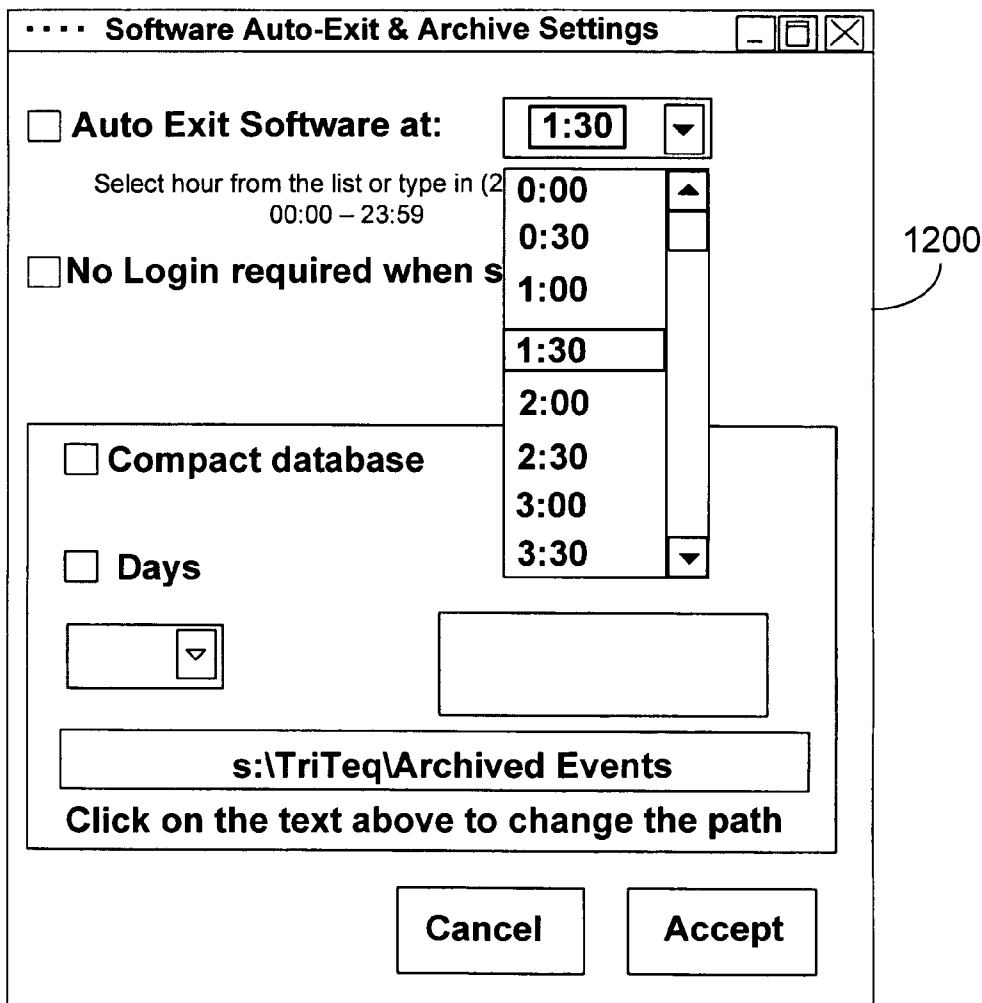 Software Auto-Exit & Archive Settings
Auto Exit Software at:
1:30
Select hour from the list or type in (2
00:00 – 23:59
No Login required when s
0:00
0:30
1:00
1:30
2:00
2:30
3:00
3:30
1200
Compact database
Days
s:\TriTeq\Archived Events
Click on the text above to change the path
Cancel
Accept